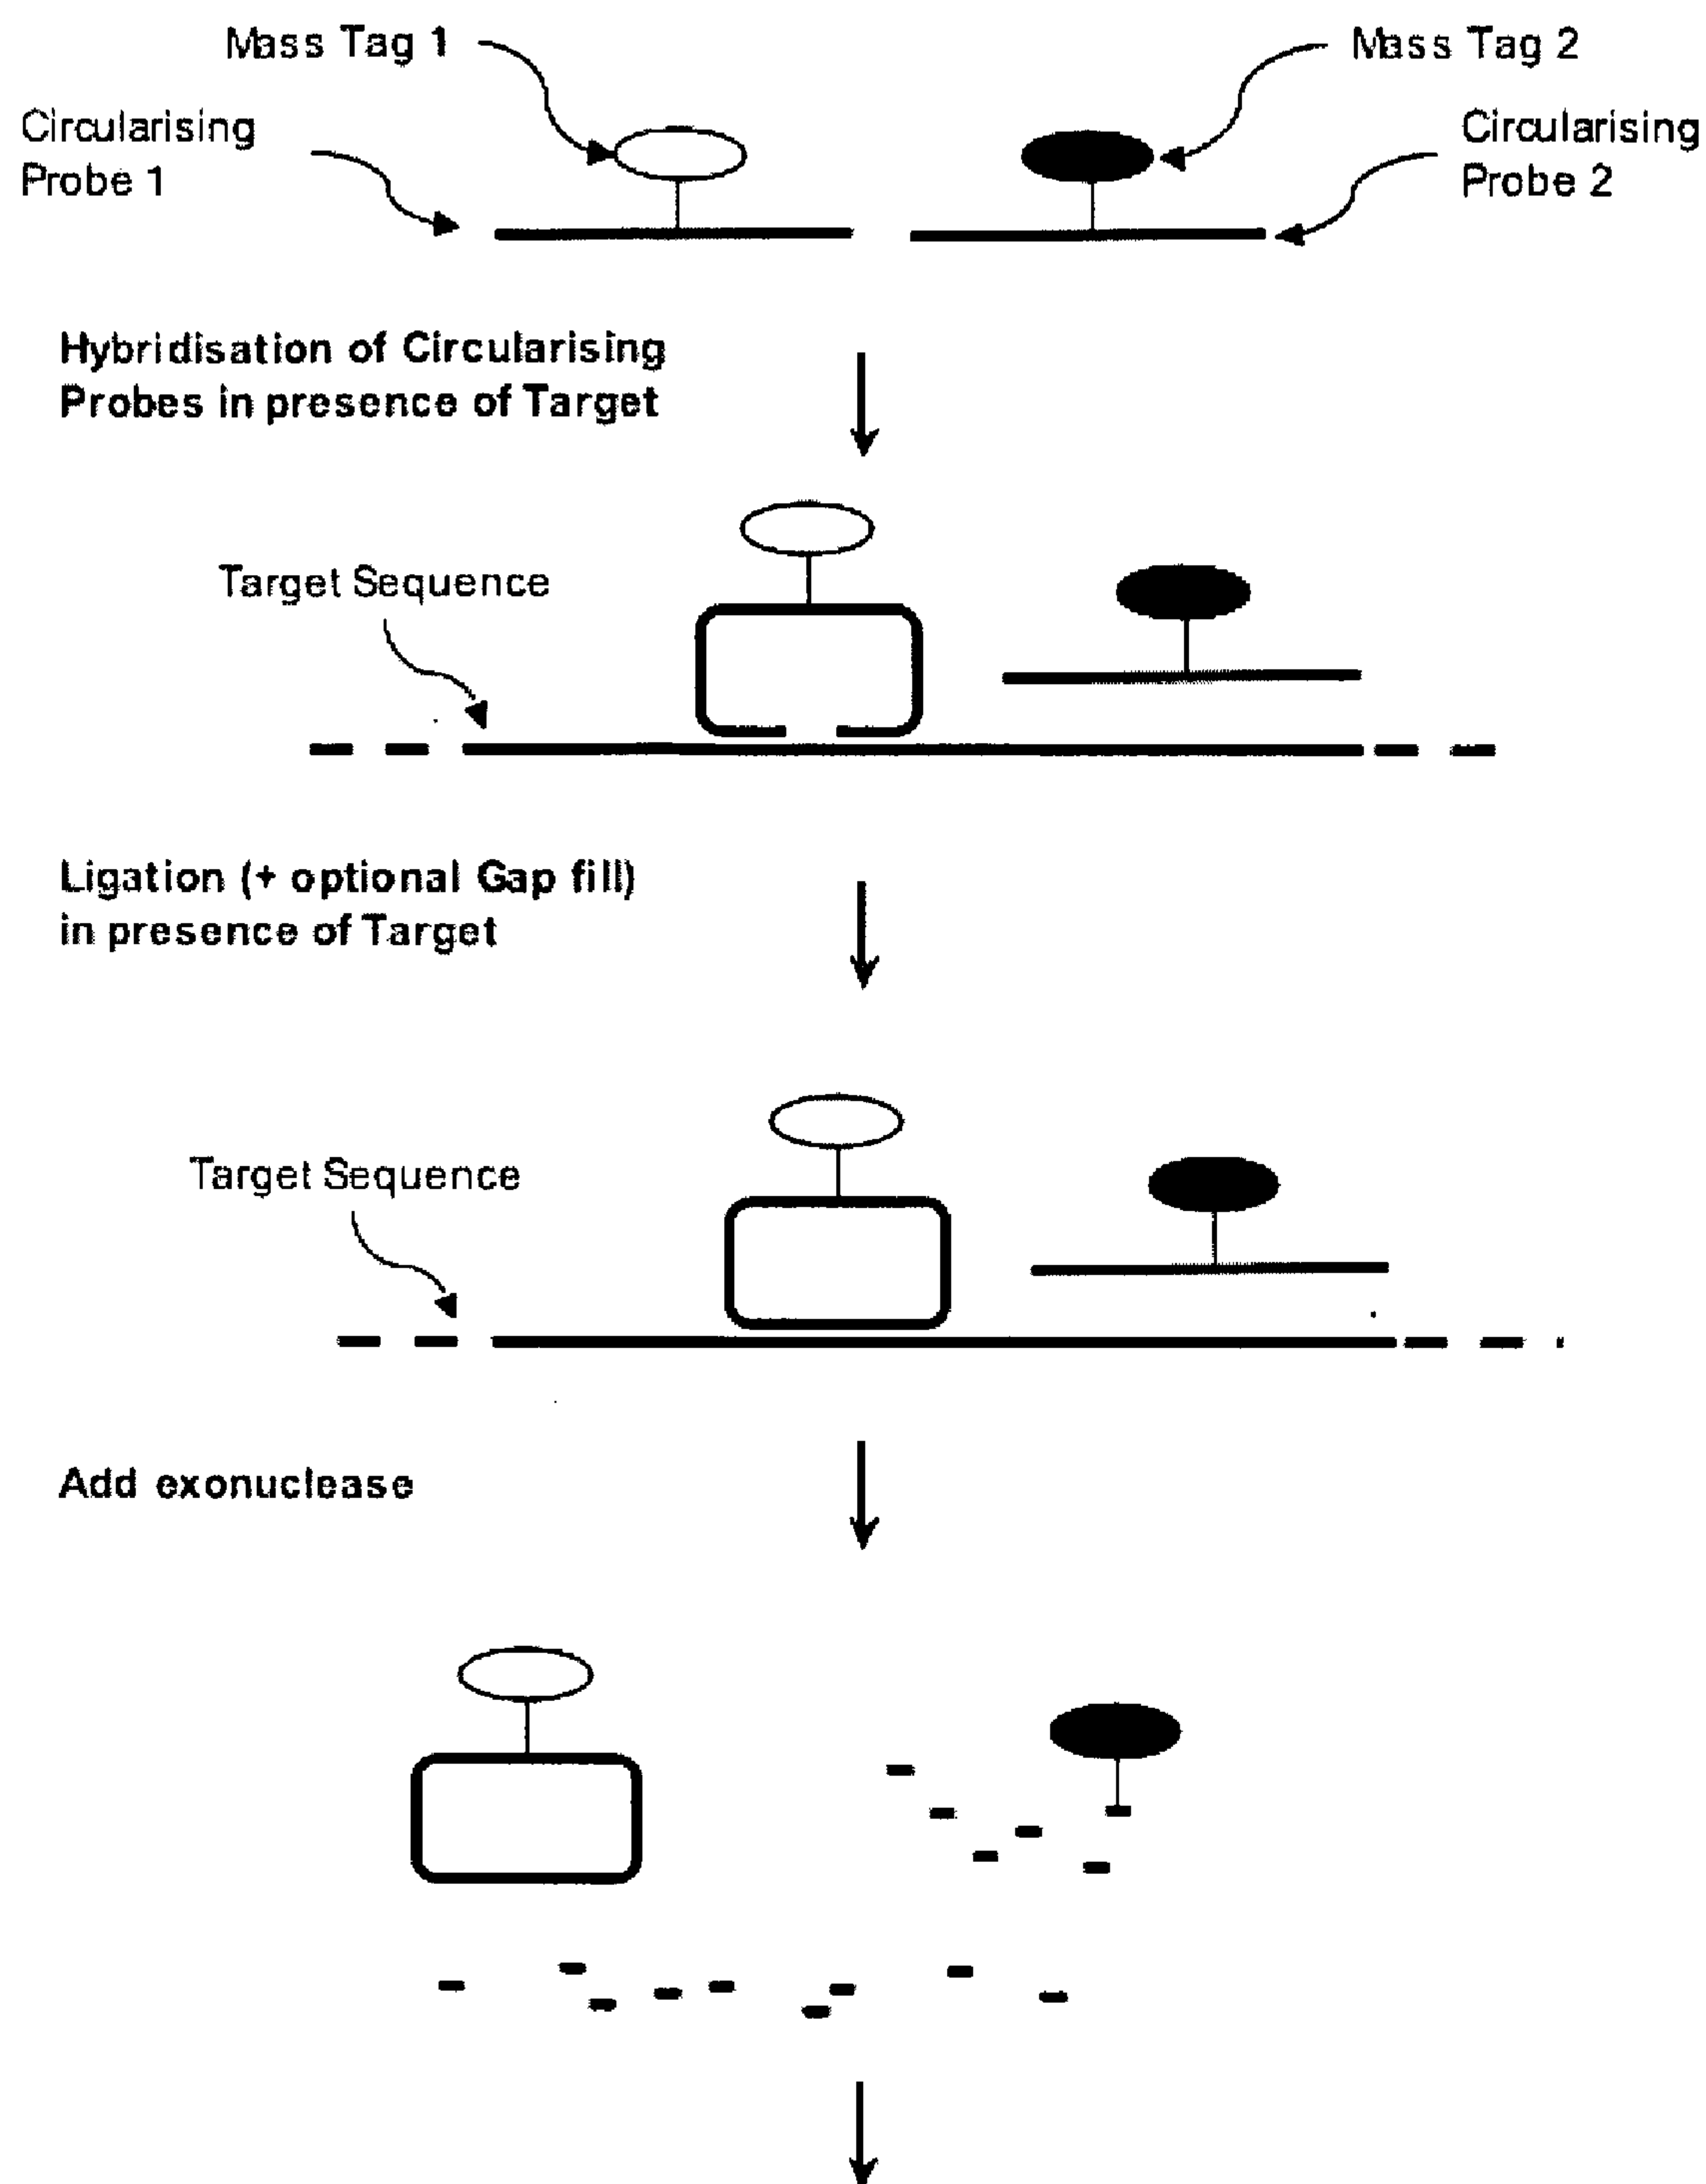 Mass Tag 1
Mass Tag 2
Circularising
Probe 1
Circularising
Probe 2
Hybridisation of Circularising
Probes in presence of Target
Target Sequence
Ligation (+ optional Gap fill)
in presence of Target
Target Sequence
Add exonuclease